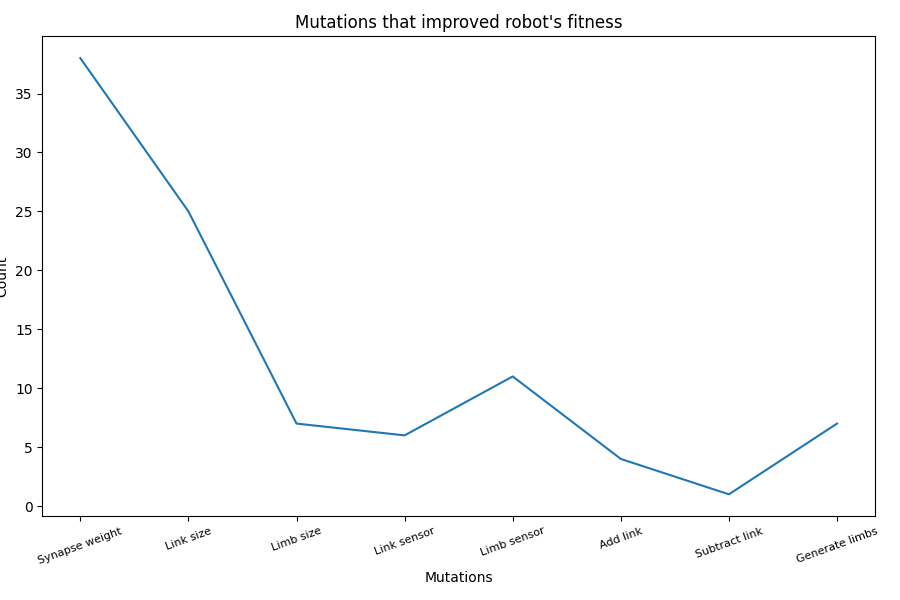 Mutations that improved robot's fitness
Count
35
30
25
20
15
10
5
0
Synapse weight
Link size
Limb size
Link sensor
Limb sensor
Add link
Subtract link
Generate limbs
Mutations